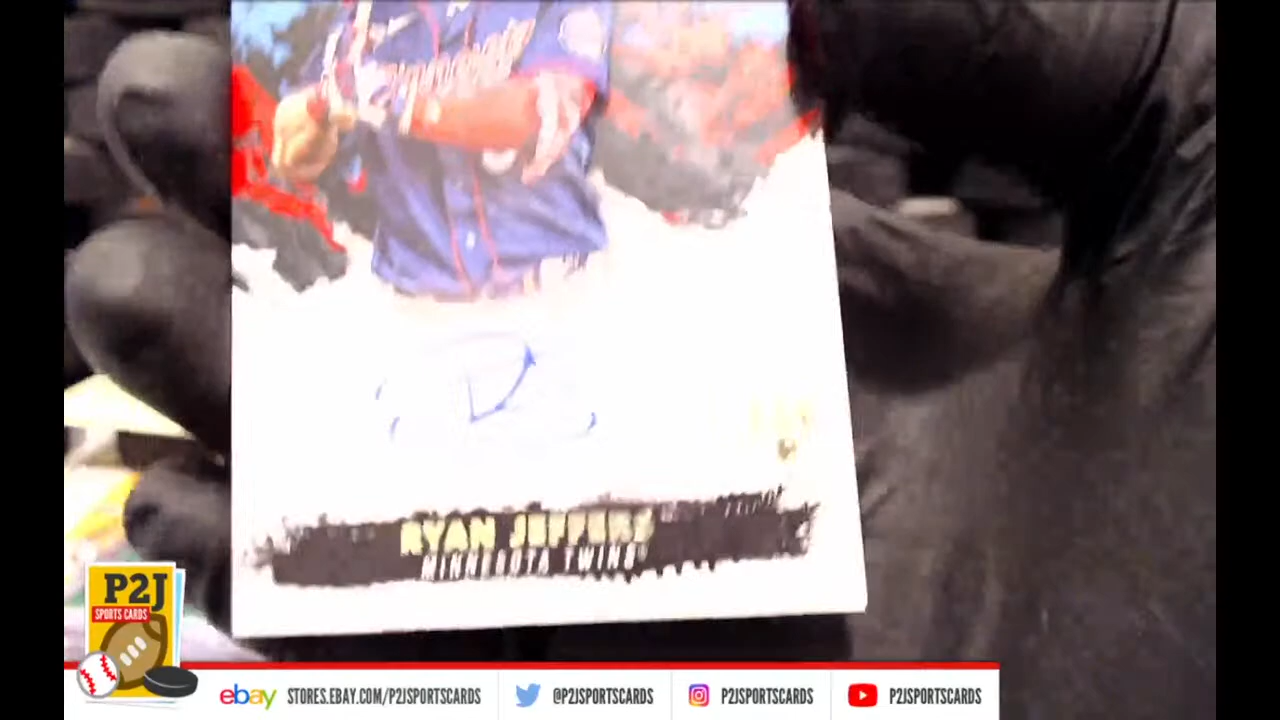 RYAN JEFFERS
MINNESOTA TWINS
P2J
SPORTS CARDS
ebay STORES.EBAY.COM/P2JSPORTSCARDS
@P2JSPORTSCARDS
P2JSPORTSCARDS
P2JSPORTSCARDS